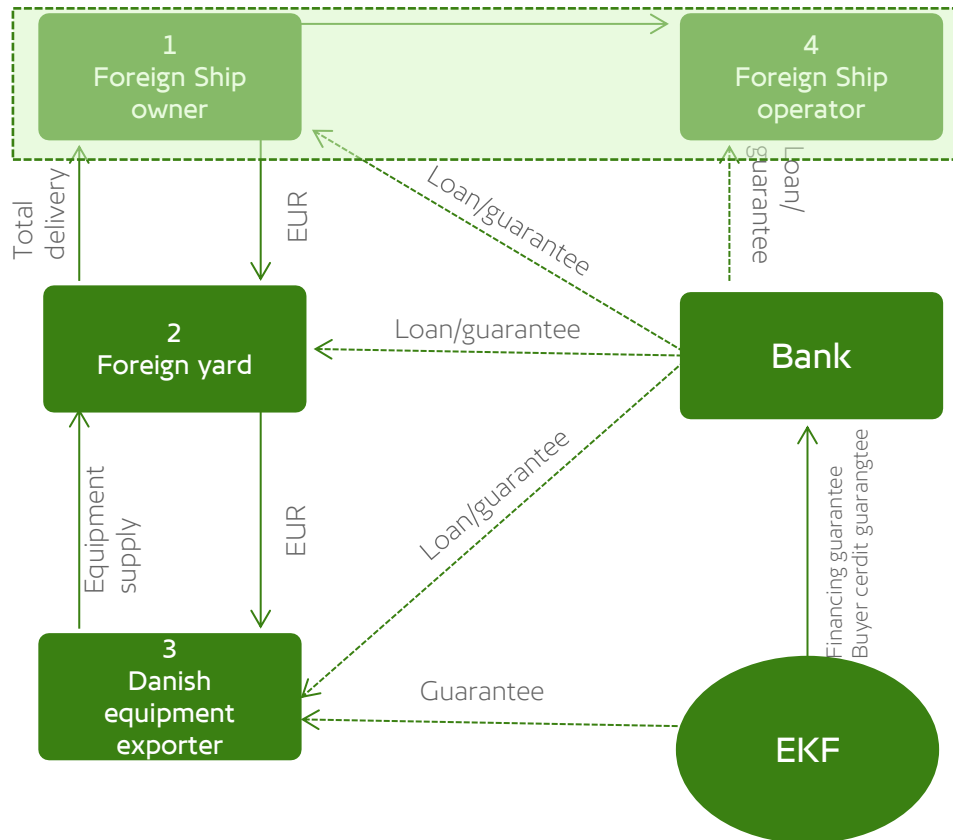 1
Foreign Ship
owner
4
Foreign Ship
operator
Total
delivery
EUR
Loan/guarantee
Loan/
guarantee
2
Foreign yard
Loan/guarantee
Bank
Equipment
supply
EUR
Loan/guarantee
Financing guarantee
Buyer cerdit guarangtee
3
Danish
equipment
exporter
Guarantee
EKF